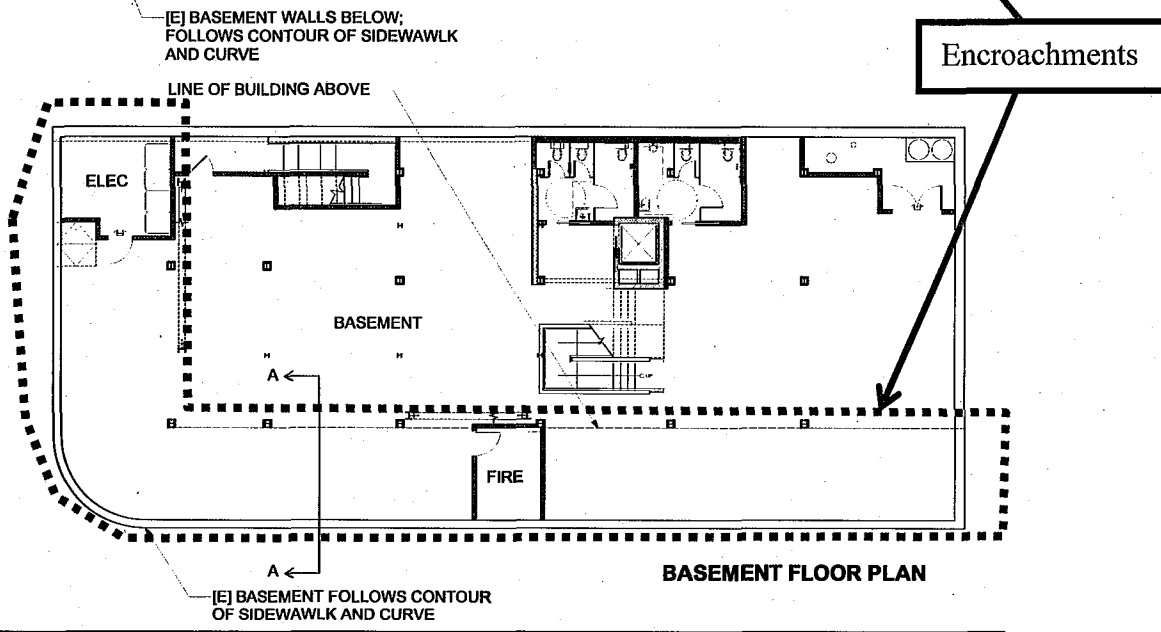 [E] BASEMENT WALLS BELOW;
FOLLOWS CONTOUR OF SIDEWAWLK
AND CURVE
Encroachments
LINE OF BUILDING ABOVE
ELEC
BASEMENT
UP
A
FIRE
A
BASEMENT FLOOR PLAN
[E] BASEMENT FOLLOWS CONTOUR
OF SIDEWAWLK AND CURVE